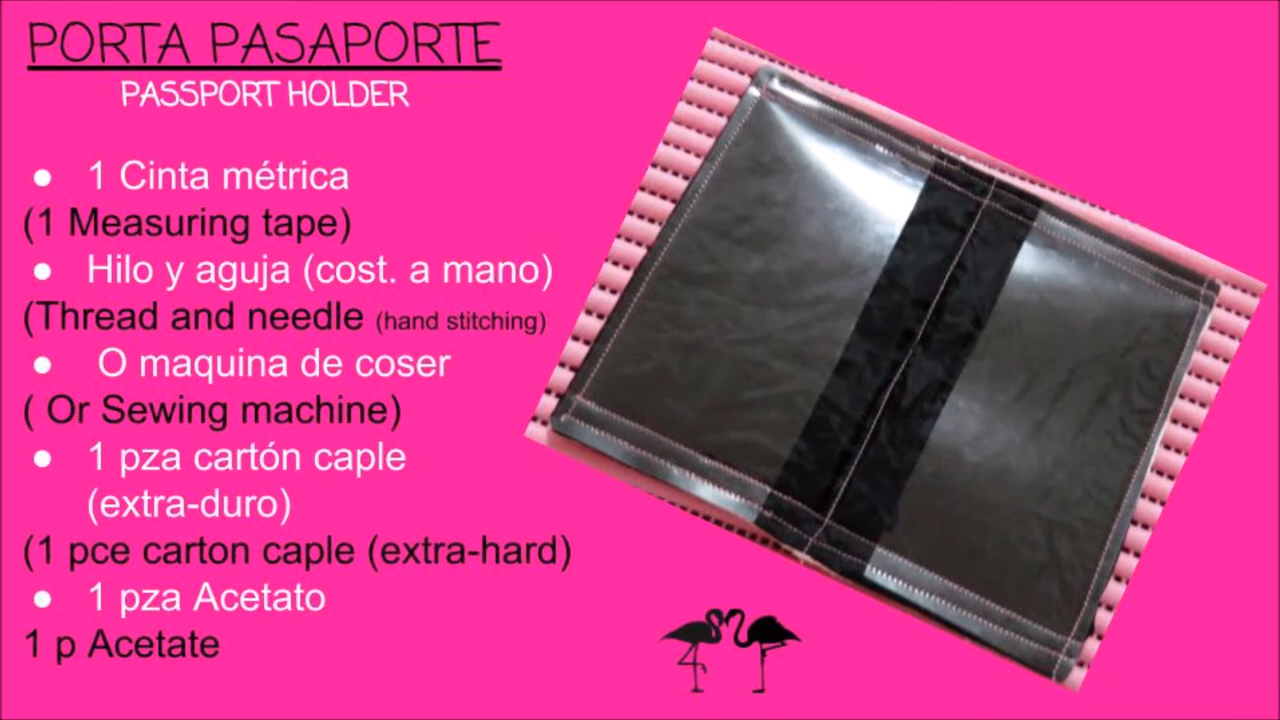 PORTA PASAPORTE
PASSPORT HOLDER
● 1 Cinta métrica
(1 Measuring tape)
● Hilo y aguja (cost. a mano)
(Thread and needle (hand stitching)
● O maquina de coser
( Or Sewing machine)
● 1 pza cartón caple
(extra-duro)
(1 pce carton caple (extra-hard)
● 1 pza Acetato
1 p Acetate